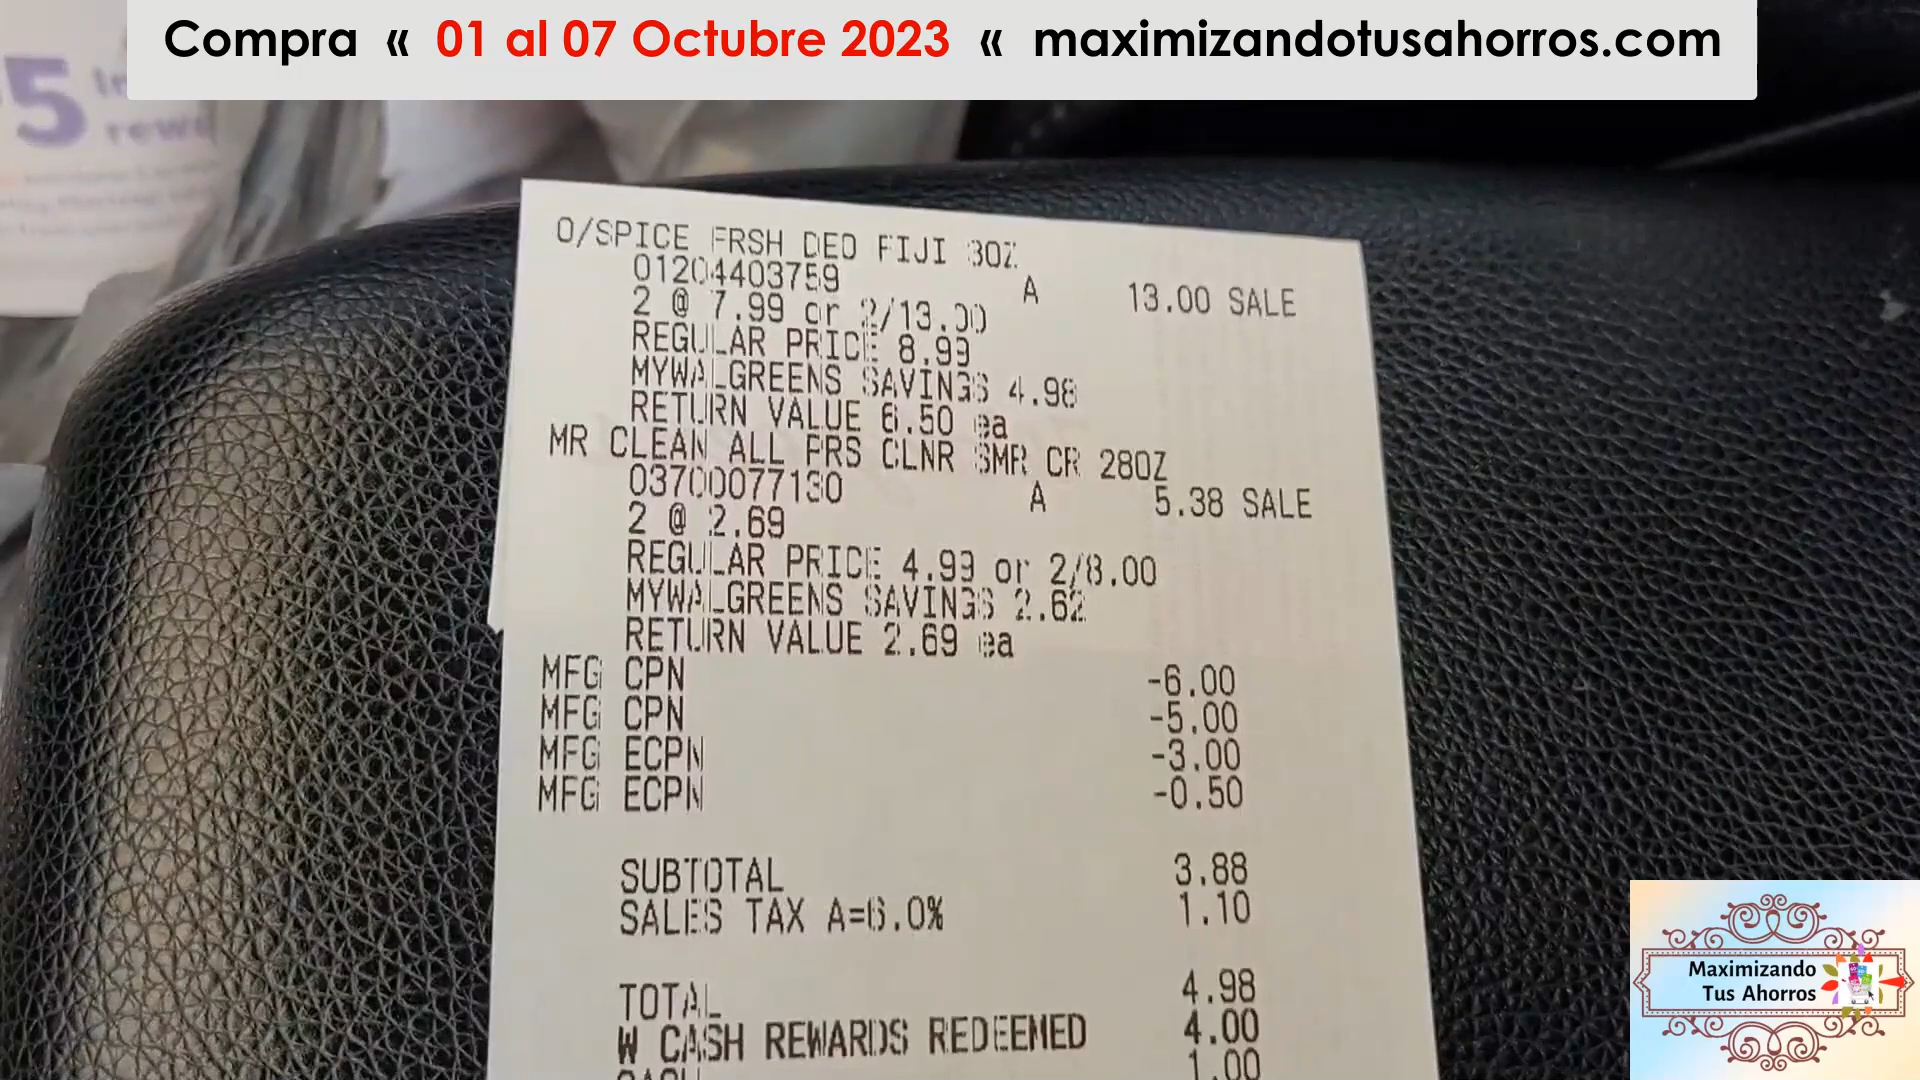 Compra « 01 al 07 Octubre 2023 « maximizandotusahorros.com
5
rewa
O/SPICE FRSH DEO FIJI 3OZ
01204403759 A 13.00 SALE
2 @ 7.99 or 2/13.00
REGULAR PRICE 8.99
MYWALGREENS SAVINGS 4.98
RETURN VALUE 6.50 ea
MR CLEAN ALL PRS CLNR SMR CR 28OZ
03700077130 A 5.38 SALE
2 @ 2.69
REGULAR PRICE 4.99 or 2/8.00
MYWALGREENS SAVINGS 2.62
RETURN VALUE 2.69 ea
MFG CPN -6.00
MFG CPN -5.00
MFG ECPN -3.00
MFG ECPN -0.50
SUBTOTAL 3.88
SALES TAX A=6.0% 1.10
TOTAL 4.98
W CASH REWARDS REDEEMED 4.00
CASH 1.00
Maximizando
Tus Ahorros